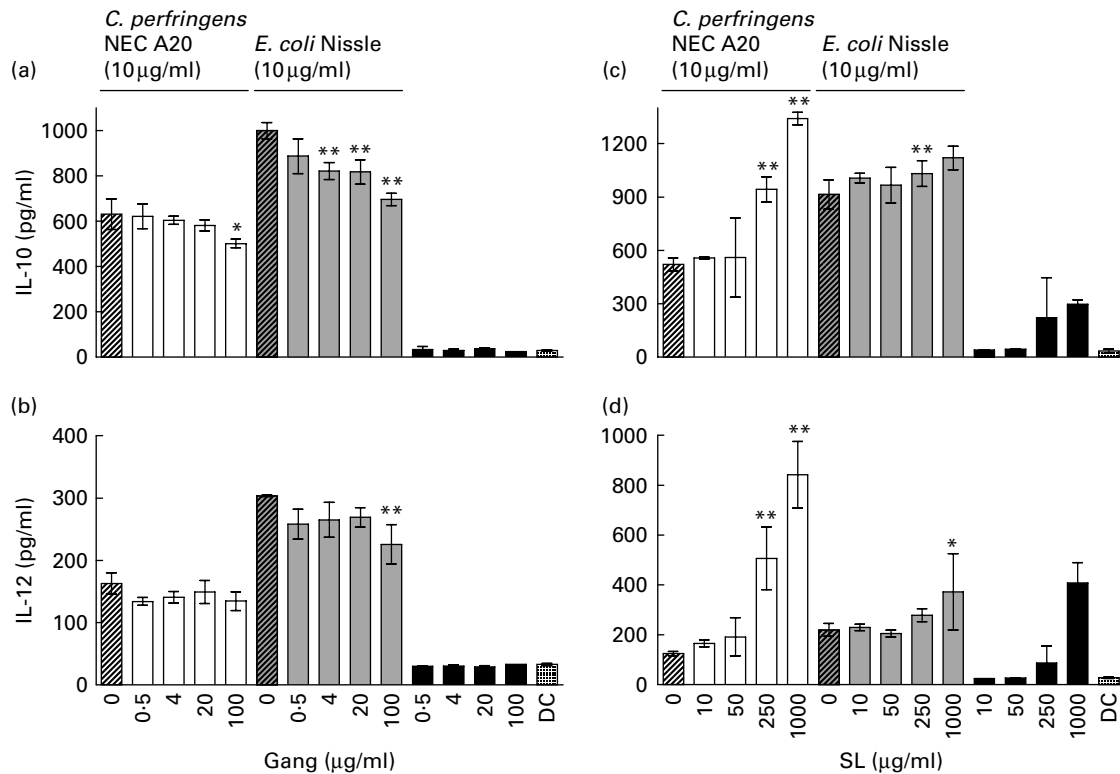 C. perfringens
NEC A20
(10 μg/ml)
E. coli Nissle
(10 μg/ml)
(a)
IL-10 (pg/ml)
1000
800
600
400
200
0
*
**
**
**
(b)
IL-12 (pg/ml)
400
300
200
100
0
**
0 0·5 4 20 100 0 0·5 4 20 100 0·5 4 20 100 DC
Gang (μg/ml)
C. perfringens
NEC A20
(10 μg/ml)
E. coli Nissle
(10 μg/ml)
(c)
1200
900
600
300
0
**
**
**
(d)
1000
800
600
400
200
0
**
**
*
0 10 50 250 1000 0 10 50 250 1000 10 50 250 1000 DC
SL (μg/ml)